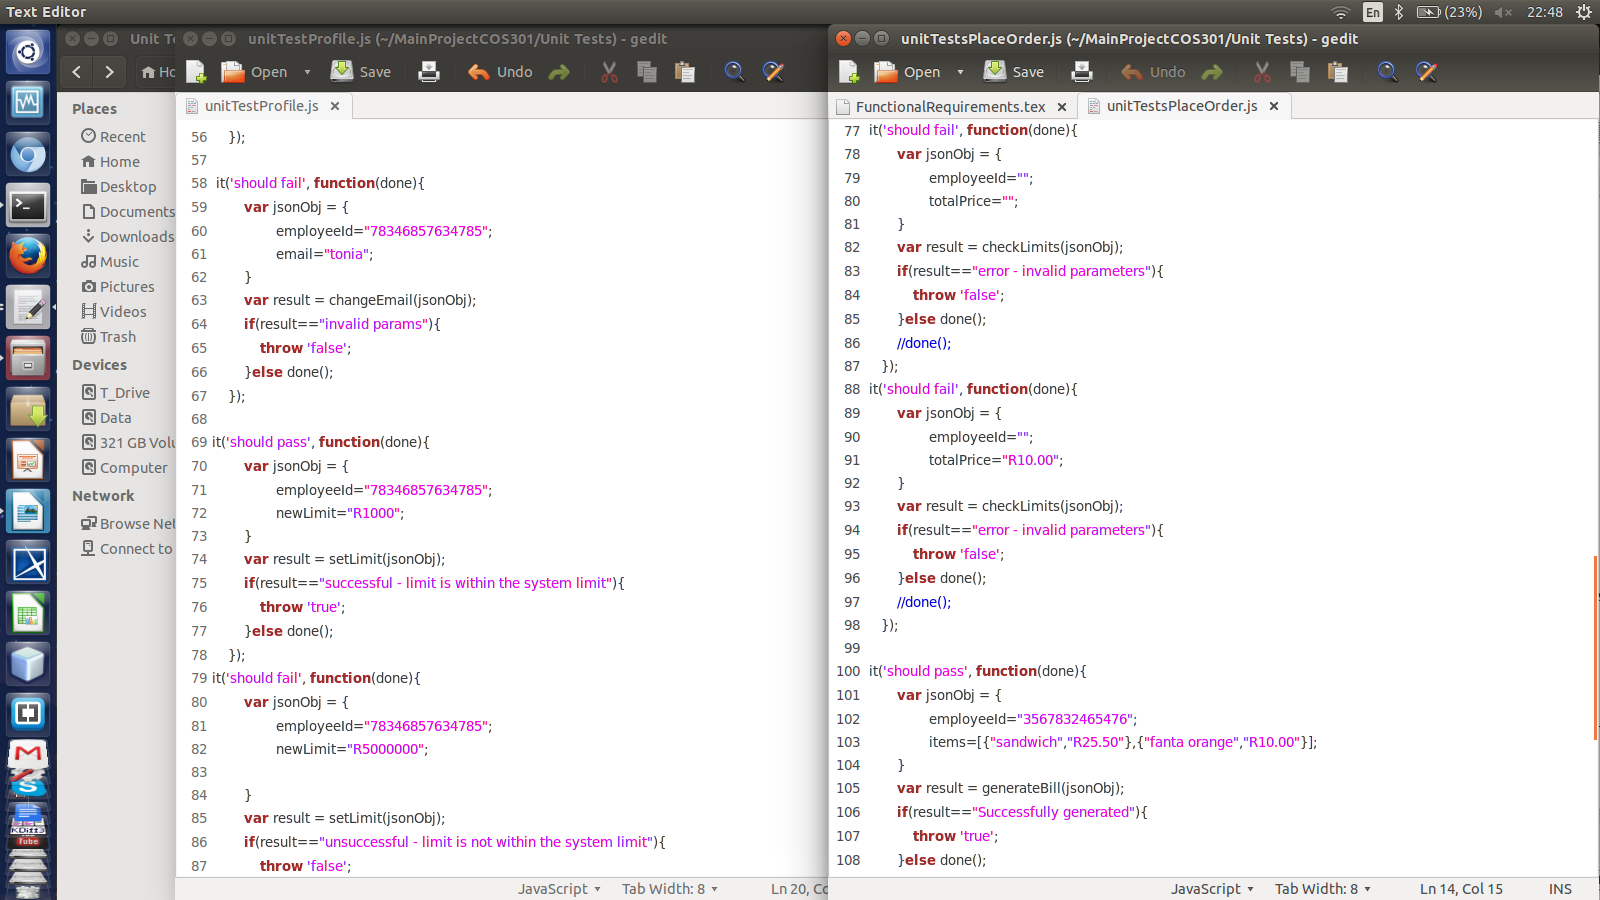 Text Editor
En
(23%)
22:48
Unit Te
unitTestProfile.js (~/MainProjectCOS301/Unit Tests) - gedit
unitTestsPlaceOrder.js (~/MainProjectCOS301/Unit Tests) - gedit
Ho
Open
Save
Undo
Open
Save
Undo
Places
Recent
Home
Desktop
Documents
Downloads
Music
Pictures
Videos
Trash
Devices
T_Drive
Data
321 GB Volu
Computer
Network
Browse Net
Connect to
unitTestProfile.js
56 });
57
58 it('should fail', function(done){
59 var jsonObj = {
60 employeeId="78346857634785";
61 email="tonia";
62 }
63 var result = changeEmail(jsonObj);
64 if(result=="invalid params"){
65 throw 'false';
66 }else done();
67 });
68
69 it('should pass', function(done){
70 var jsonObj = {
71 employeeId="78346857634785";
72 newLimit="R1000";
73 }
74 var result = setLimit(jsonObj);
75 if(result=="successful - limit is within the system limit"){
76 throw 'true';
77 }else done();
78 });
79 it('should fail', function(done){
80 var jsonObj = {
81 employeeId="78346857634785";
82 newLimit="R5000000";
83
84 }
85 var result = setLimit(jsonObj);
86 if(result=="unsuccessful - limit is not within the system limit"){
87 throw 'false';
JavaScript
Tab Width: 8
Ln 20, Co
FunctionalRequirements.tex
unitTestsPlaceOrder.js
77 it('should fail', function(done){
78 var jsonObj = {
79 employeeId="";
80 totalPrice="";
81 }
82 var result = checkLimits(jsonObj);
83 if(result=="error - invalid parameters"){
84 throw 'false';
85 }else done();
86 //done();
87 });
88 it('should fail', function(done){
89 var jsonObj = {
90 employeeId="";
91 totalPrice="R10.00";
92 }
93 var result = checkLimits(jsonObj);
94 if(result=="error - invalid parameters"){
95 throw 'false';
96 }else done();
97 //done();
98 });
99
100 it('should pass', function(done){
101 var jsonObj = {
102 employeeId="3567832465476";
103 items=[{"sandwich","R25.50"},{"fanta orange","R10.00"}];
104 }
105 var result = generateBill(jsonObj);
106 if(result=="Successfully generated"){
107 throw 'true';
108 }else done();
JavaScript
Tab Width: 8
Ln 14, Col 15
INS
Tube